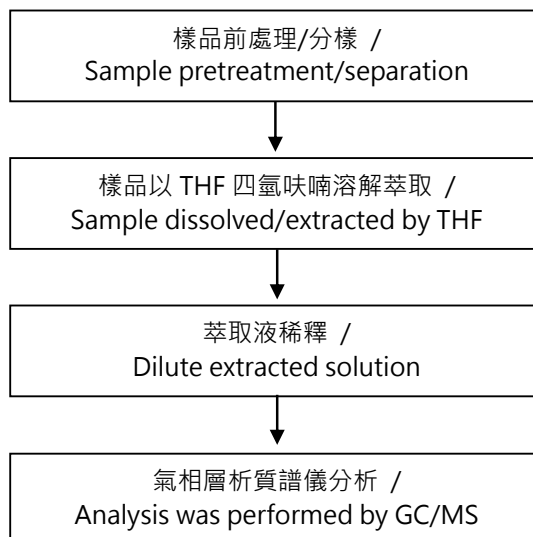 樣品前處理/分樣 /
Sample pretreatment/separation
樣品以 THF 四氫呋喃溶解萃取 /
Sample dissolved/extracted by THF
萃取液稀釋 /
Dilute extracted solution
氣相層析質譜儀分析 /
Analysis was performed by GC/MS